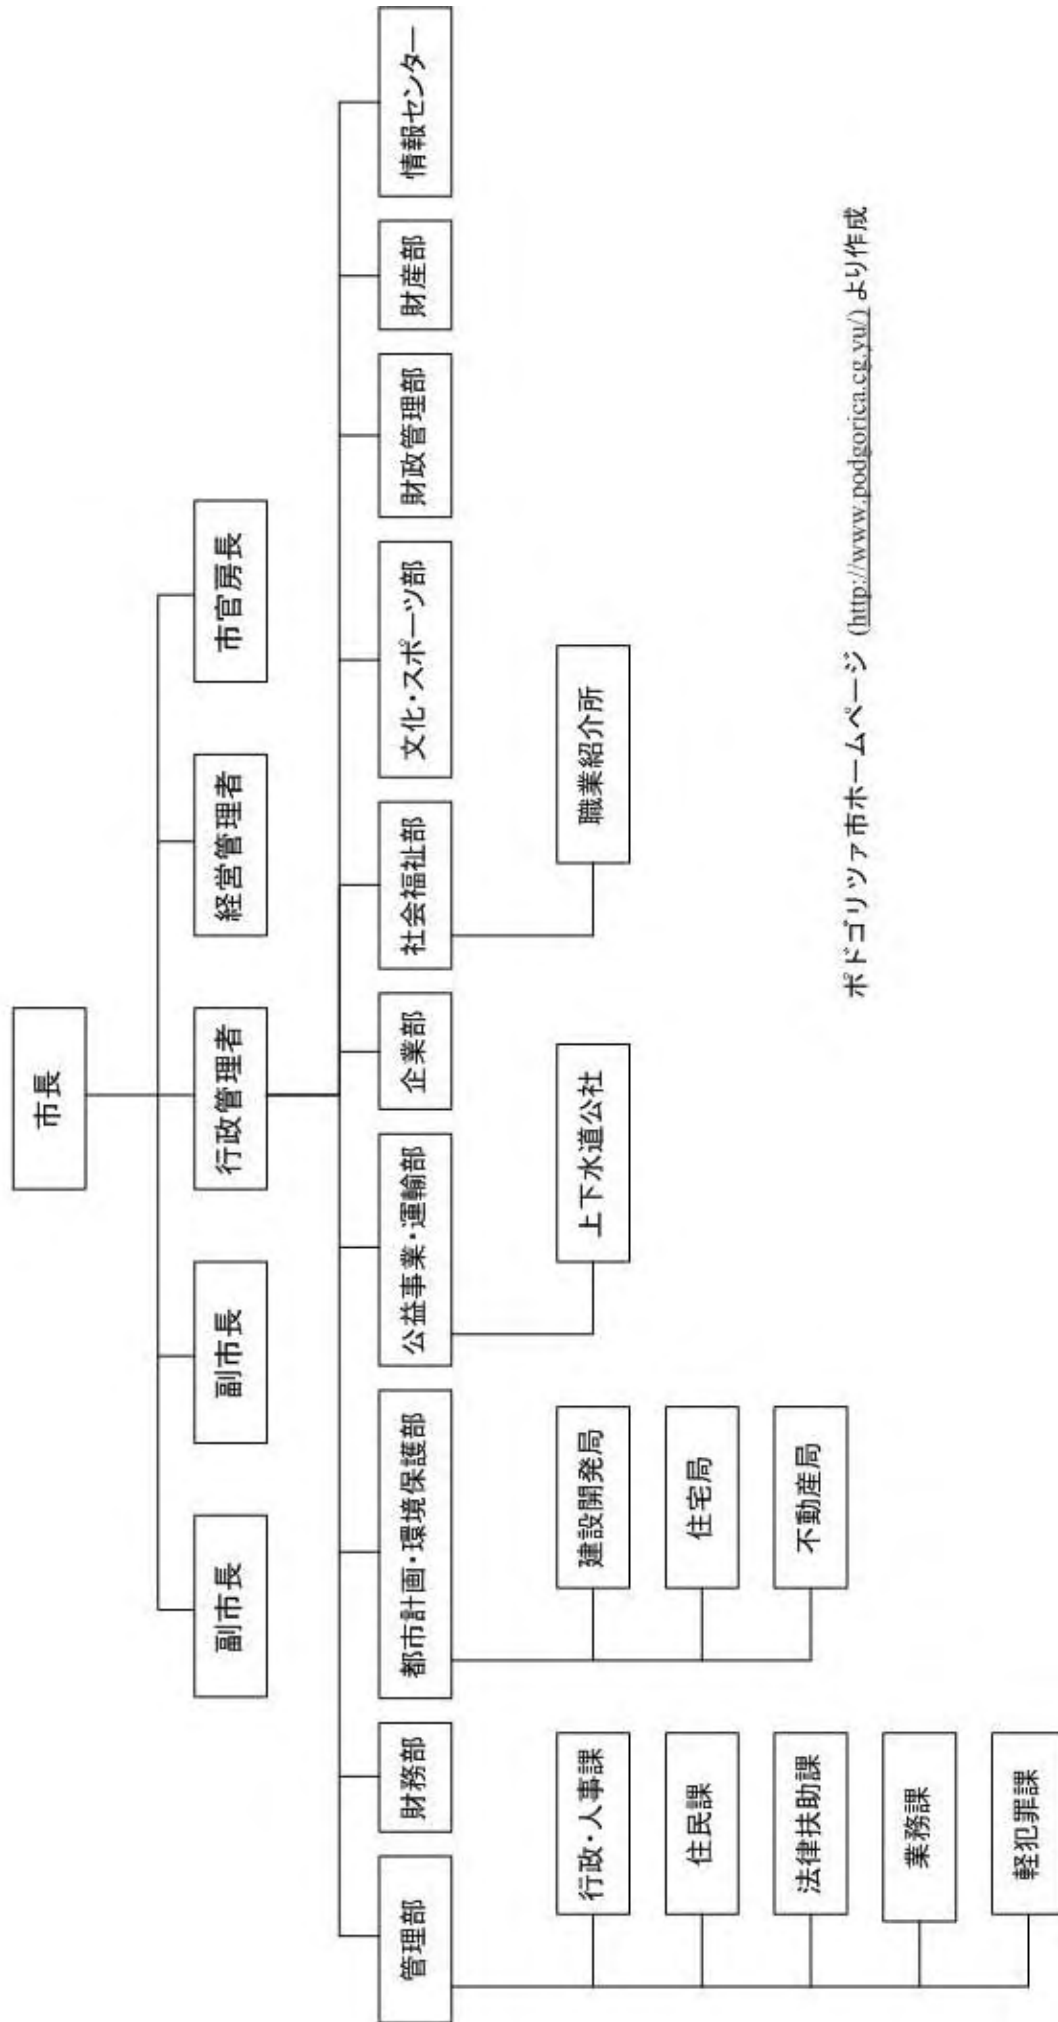 市長
副市長
副市長
行政管理者
経営管理者
市官房長
管理部
財務部
都市計画・環境保護部
公益事業・運輸部
企業部
社会福祉部
文化・スポーツ部
財政管理部
財産部
情報センター
行政・人事課
住民課
法律扶助課
業務課
軽犯罪課
建設開発局
住宅局
不動産局
上下水道公社
職業紹介所
ポドゴリツァ市ホームページ (http://www.podgorica.cg.yu/) より作成